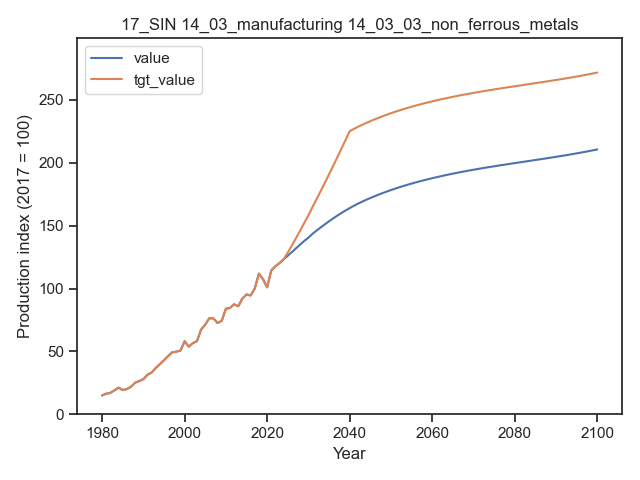 17_SIN 14_03_manufacturing 14_03_03_non_ferrous_metals
value
tgt_value
Production index (2017 = 100)
250
200
150
100
50
0
1980 2000 2020 2040 2060 2080 2100
Year